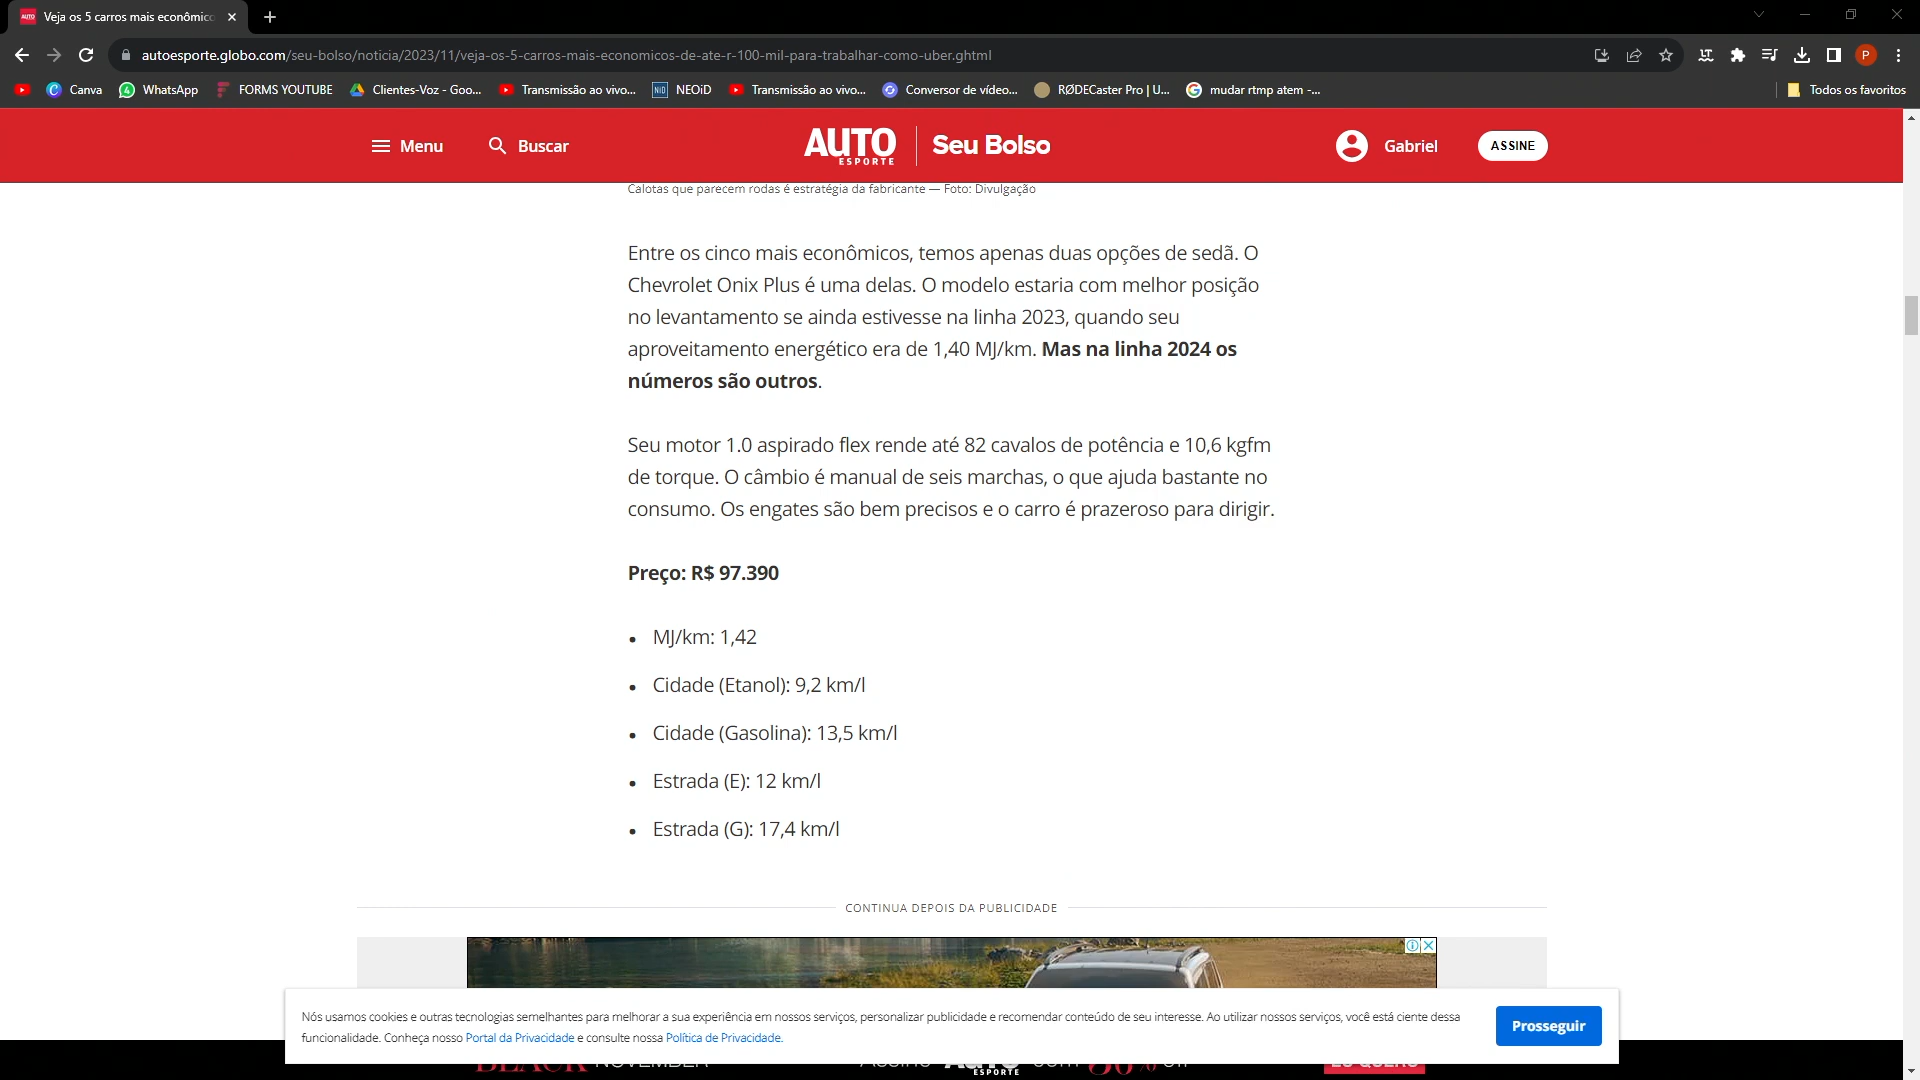 Veja os 5 carros mais econômico
autoesporte.globo.com/seu-bolso/noticia/2023/11/veja-os-5-carros-mais-economicos-de-ate-r-100-mil-para-trabalhar-como-uber.ghtml
P
Canva
WhatsApp
FORMS YOUTUBE
Clientes-Voz - Goo...
Transmissão ao vivo...
NEOiD
Transmissão ao vivo...
Conversor de vídeo...
RØDECaster Pro | U...
mudar rtmp atem -...
Todos os favoritos
Menu
Buscar
AUTO
ESPORTE
Seu Bolso
Gabriel
ASSINE
Calotas que parecem rodas é estratégia da fabricante — Foto: Divulgação
Entre os cinco mais econômicos, temos apenas duas opções de sedã. O
Chevrolet Onix Plus é uma delas. O modelo estaria com melhor posição
no levantamento se ainda estivesse na linha 2023, quando seu
aproveitamento energético era de 1,40 MJ/km. Mas na linha 2024 os
números são outros.
Seu motor 1.0 aspirado flex rende até 82 cavalos de potência e 10,6 kgfm
de torque. O câmbio é manual de seis marchas, o que ajuda bastante no
consumo. Os engates são bem precisos e o carro é prazeroso para dirigir.
Preço: R$ 97.390
• MJ/km: 1,42
• Cidade (Etanol): 9,2 km/l
• Cidade (Gasolina): 13,5 km/l
• Estrada (E): 12 km/l
• Estrada (G): 17,4 km/l
CONTINUA DEPOIS DA PUBLICIDADE
Nós usamos cookies e outras tecnologias semelhantes para melhorar a sua experiência em nossos serviços, personalizar publicidade e recomendar conteúdo de seu interesse. Ao utilizar nossos serviços, você está ciente dessa
funcionalidade. Conheça nosso Portal da Privacidade e consulte nossa Política de Privacidade.
Prosseguir
BLACK NOVEMBER
ASSINE
AUTO
ESPORTE
com
EU QUERO